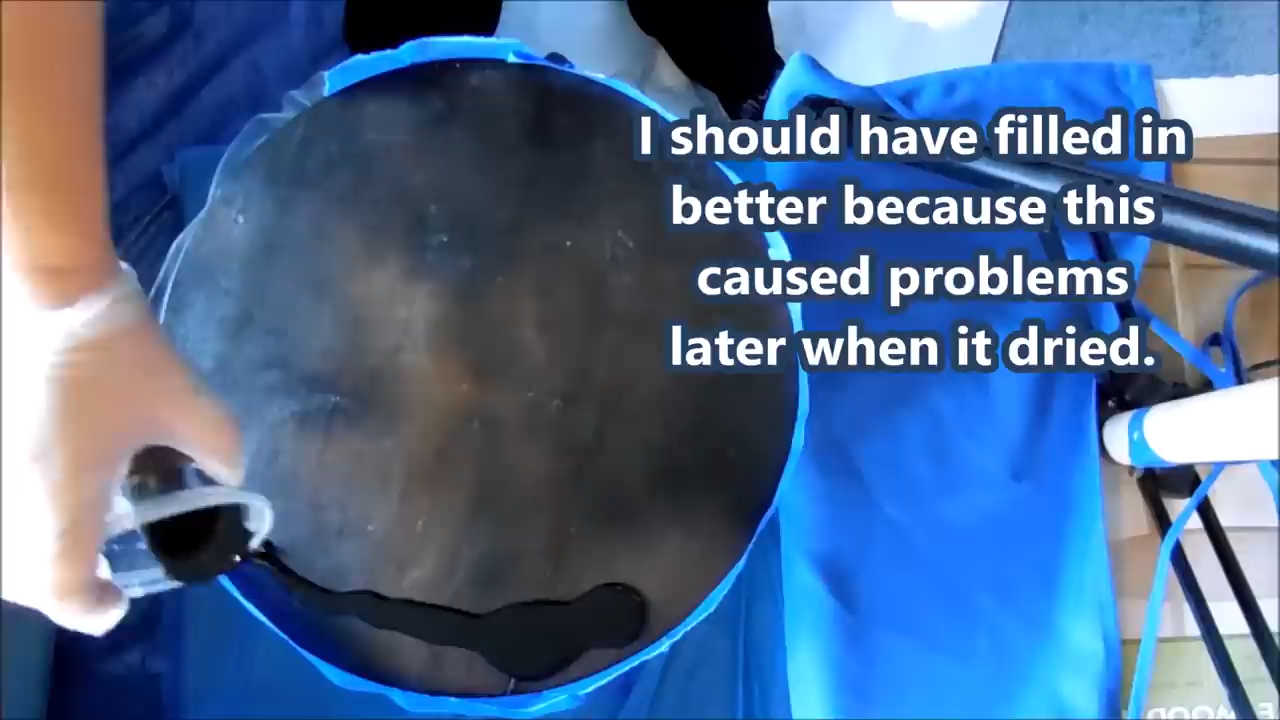 I should have filled in
better because this
caused problems
later when it dried.